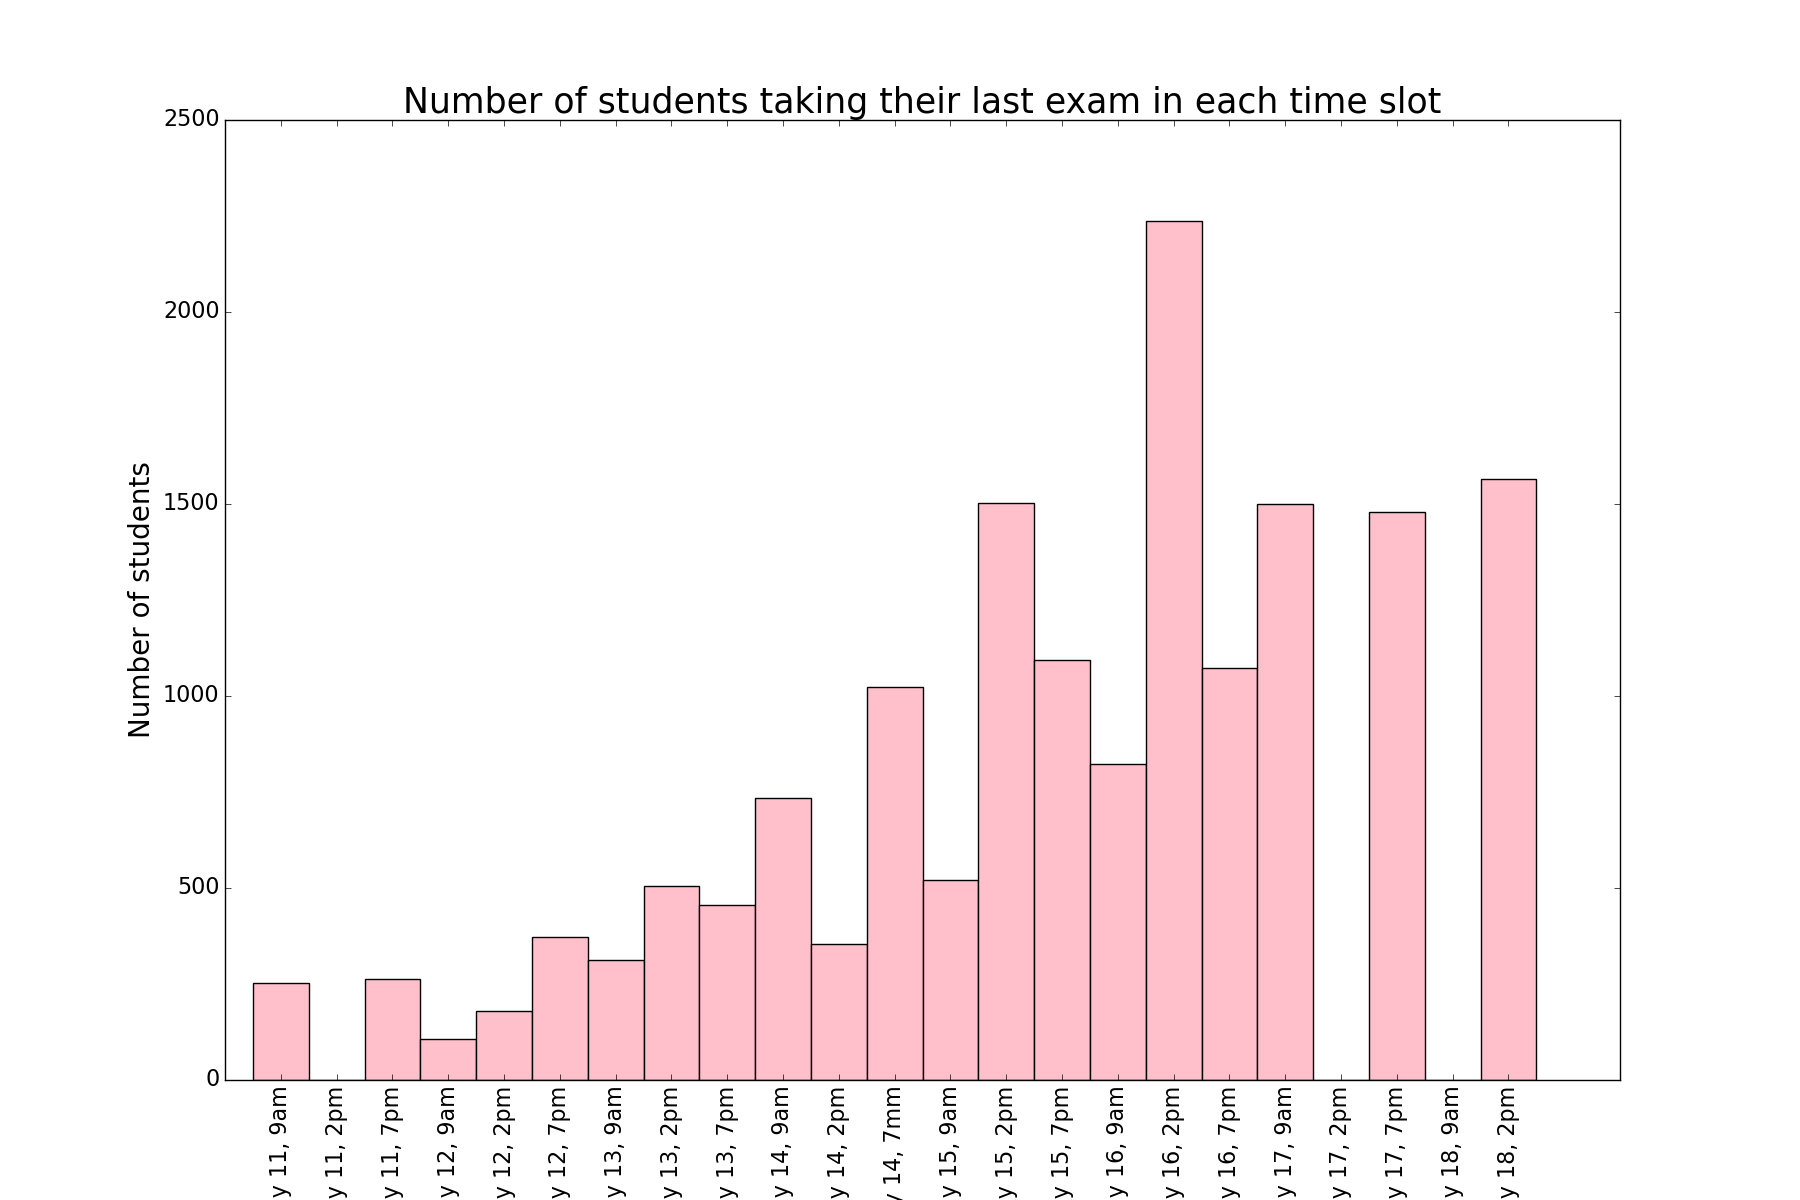 Number of students taking their last exam in each time slot
Number of students
2500
2000
1500
1000
500
0
y 11, 9am
y 11, 2pm
y 11, 7pm
y 12, 9am
y 12, 2pm
y 12, 7pm
y 13, 9am
y 13, 2pm
y 13, 7pm
y 14, 9am
y 14, 2pm
y 14, 7mm
y 15, 9am
y 15, 2pm
y 15, 7pm
y 16, 9am
y 16, 2pm
y 16, 7pm
y 17, 9am
y 17, 2pm
y 17, 7pm
y 18, 9am
y 18, 2pm